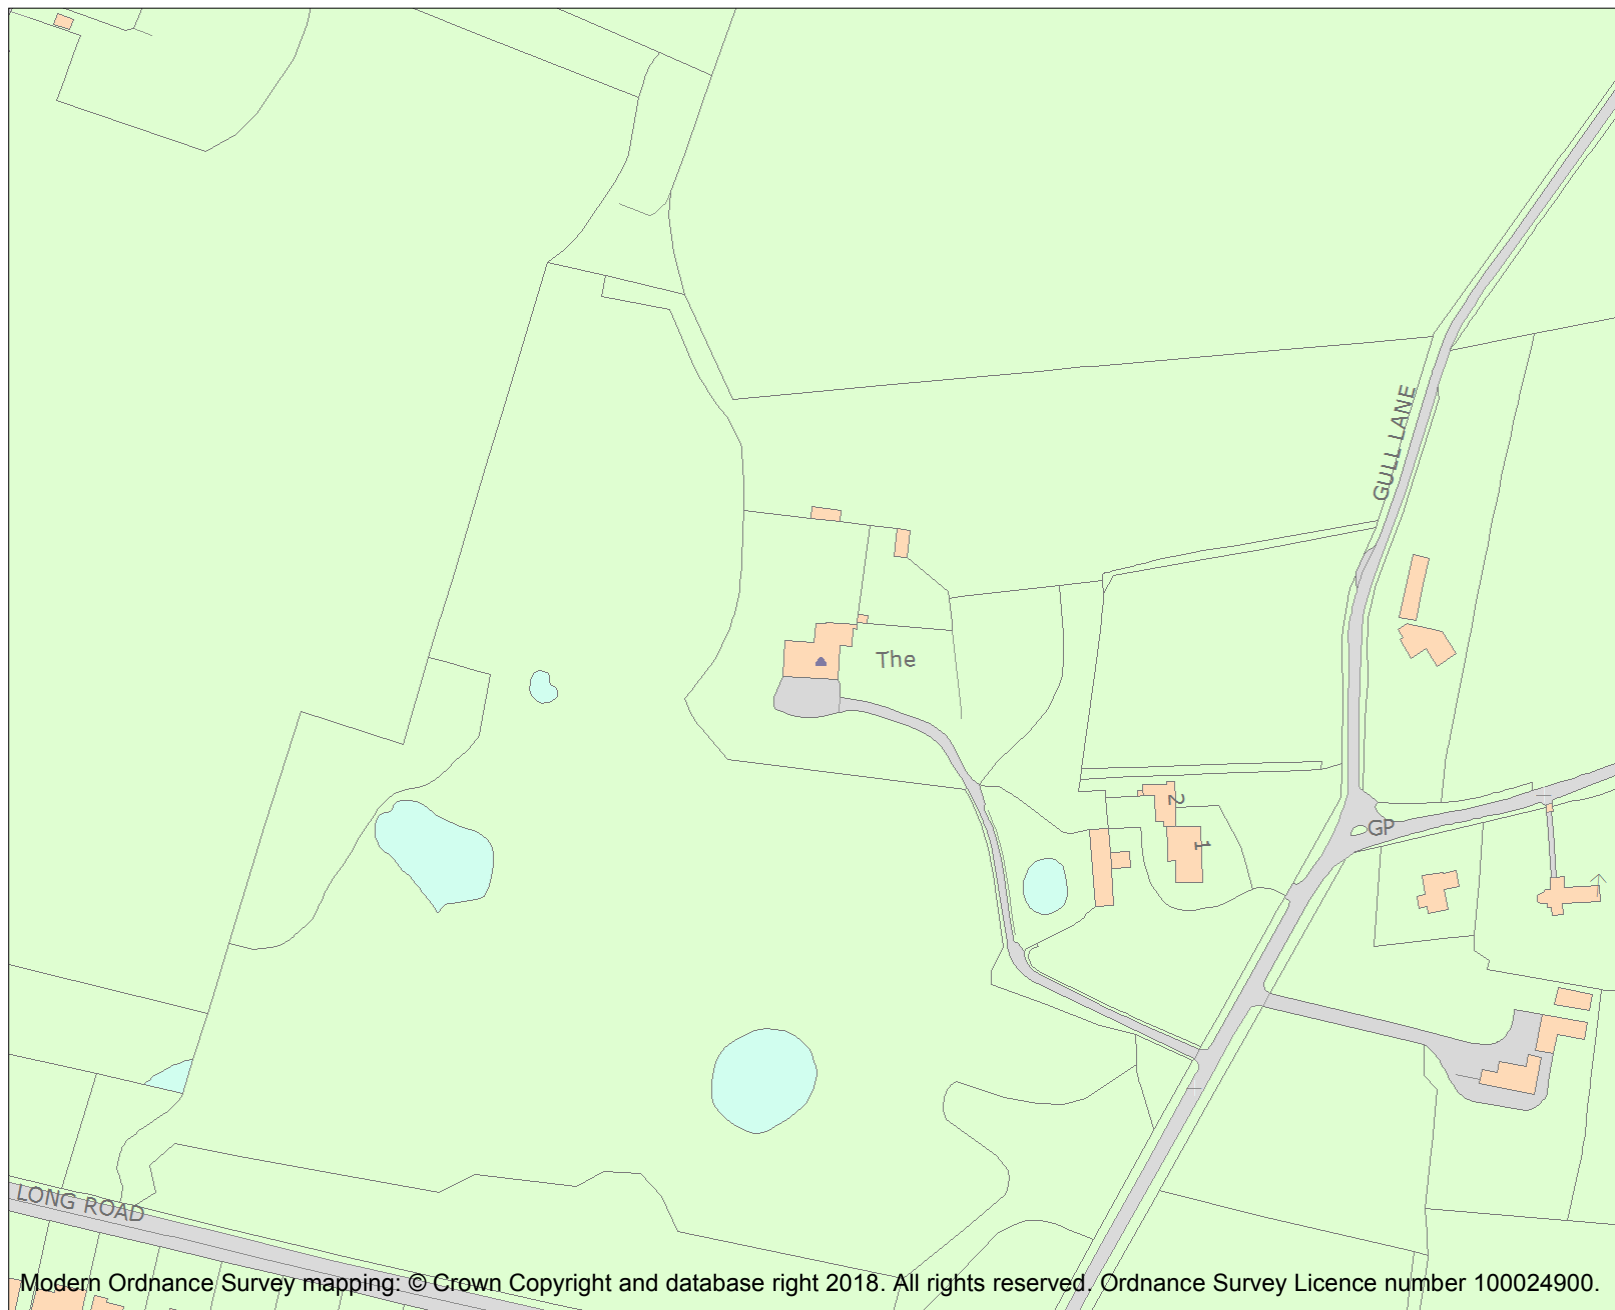 GULL LANE
The
2
1
GP
LONG ROAD
Modern Ordnance Survey mapping: © Crown Copyright and database right 2018. All rights reserved. Ordnance Survey Licence number 100024900.